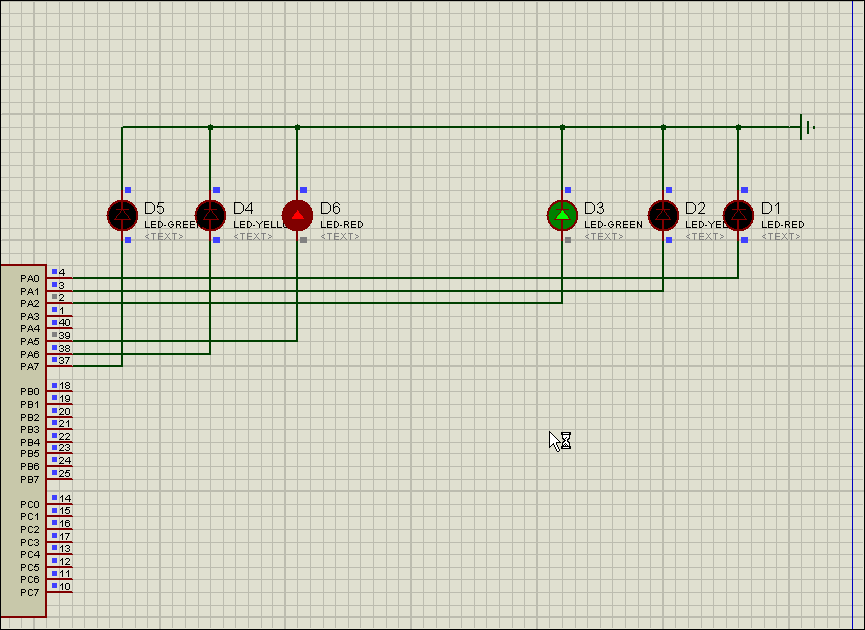 D5
LED-GREEN
<TEXT>
D4
LED-YELL
<TEXT>
D6
LED-RED
<TEXT>
D3
LED-GREEN
<TEXT>
D2
LED-YEL
<TEXT>
D1
LED-RED
<TEXT>
PA0 4
PA1 3
PA2 2
PA3 1
PA4 40
PA5 39
PA6 38
PA7 37
PB0 18
PB1 19
PB2 20
PB3 21
PB4 22
PB5 23
PB6 24
PB7 25
PC0 14
PC1 15
PC2 16
PC3 17
PC4 13
PC5 12
PC6 11
PC7 10